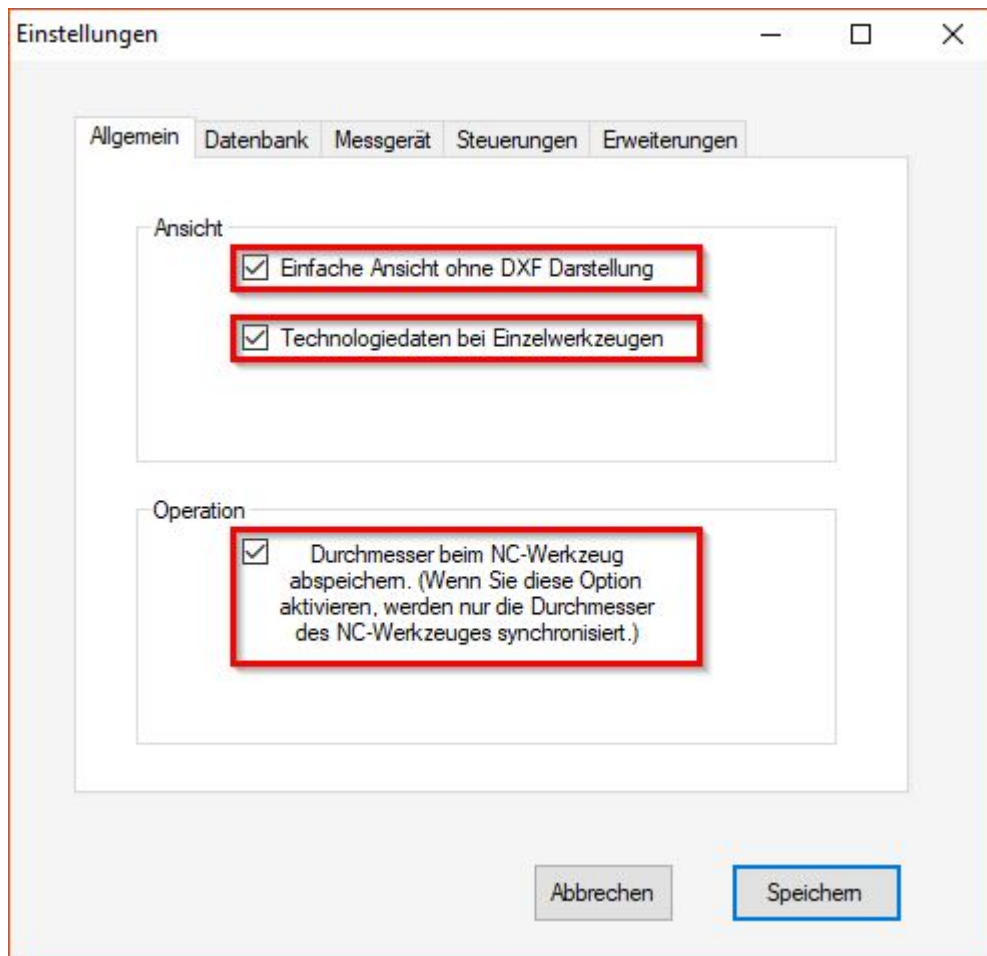 Einstellungen
Allgemein Datenbank Messgerät Steuerungen Erweiterungen
Ansicht
Einfache Ansicht ohne DXF Darstellung
Technologiedaten bei Einzelwerkzeugen
Operation
Durchmesser beim NC-Werkzeug
abspeichern. (Wenn Sie diese Option
aktivieren, werden nur die Durchmesser
des NC-Werkzeuges synchronisiert.)
Abbrechen Speichern